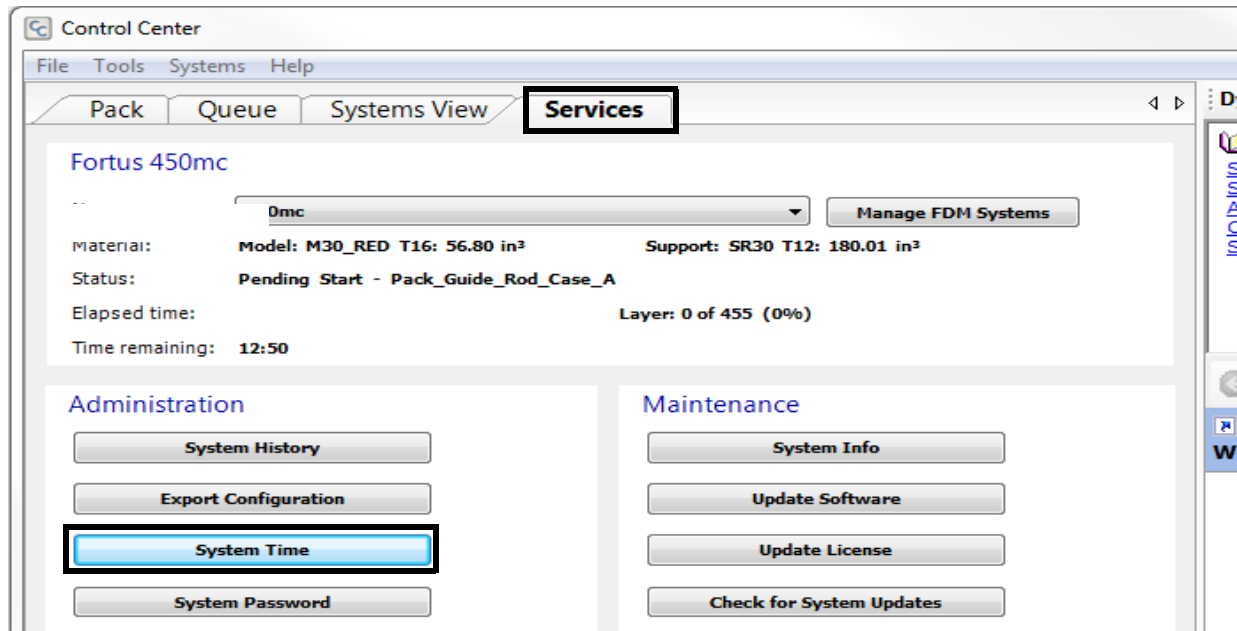 Control Center
File Tools Systems Help
Pack Queue Systems View Services
Fortus 450mc
0mc Manage FDM Systems
Material: Model: M30_RED T16: 56.80 in³ Support: SR30 T12: 180.01 in³
Status: Pending Start - Pack_Guide_Rod_Case_A
Elapsed time: Layer: 0 of 455 (0%)
Time remaining: 12:50
Administration
System History
Export Configuration
System Time
System Password
Maintenance
System Info
Update Software
Update License
Check for System Updates